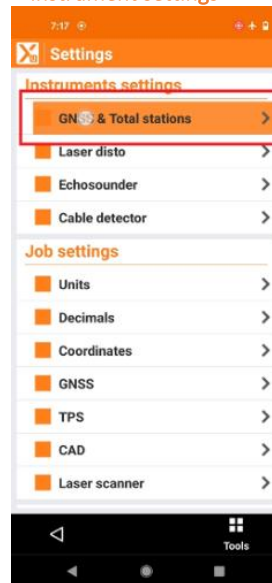 Instrument settings
7:17
Settings
Instruments settings
GNSS & Total stations
Laser disto
Echosounder
Cable detector
Job settings
Units
Decimals
Coordinates
GNSS
TPS
CAD
Laser scanner
Tools